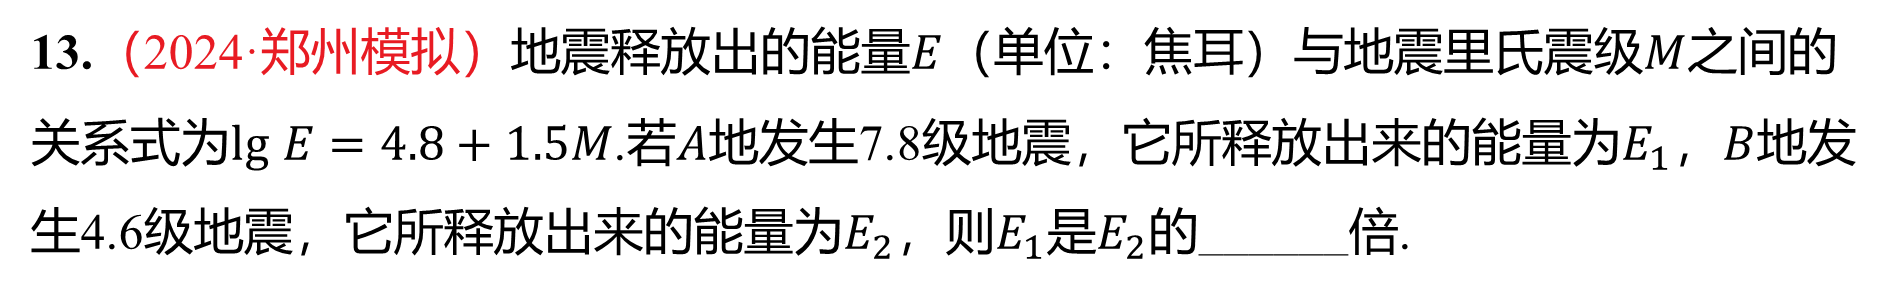 13.（2024·郑州模拟）地震释放出的能量E（单位：焦耳）与地震里氏震级M之间的
关系式为lg E = 4.8 + 1.5M.若A地发生7.8级地震，它所释放出来的能量为E₁，B地发
生4.6级地震，它所释放出来的能量为E₂，则E₁是E₂的______倍.